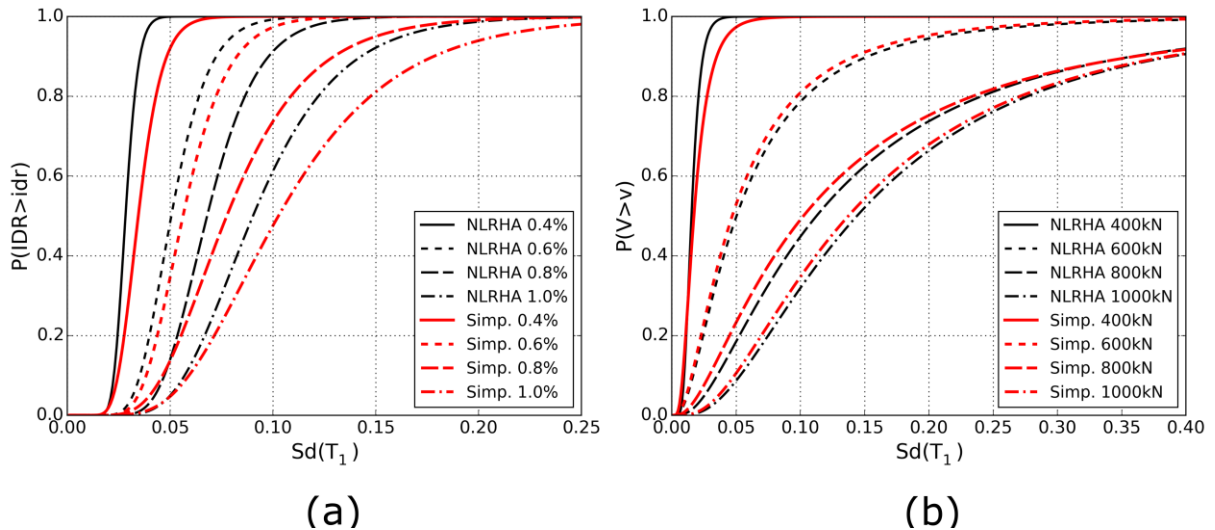 1.0
0.8
0.6
0.4
0.2
0.0
P(IDR>idr)
0.00 0.05 0.10 0.15 0.20 0.25
Sd(T1)
NLRHA 0.4%
NLRHA 0.6%
NLRHA 0.8%
NLRHA 1.0%
Simp. 0.4%
Simp. 0.6%
Simp. 0.8%
Simp. 1.0%
(a)
1.0
0.8
0.6
0.4
0.2
0.0
P(V>v)
0.00 0.05 0.10 0.15 0.20 0.25 0.30 0.35 0.40
Sd(T1)
NLRHA 400kN
NLRHA 600kN
NLRHA 800kN
NLRHA 1000kN
Simp. 400kN
Simp. 600kN
Simp. 800kN
Simp. 1000kN
(b)